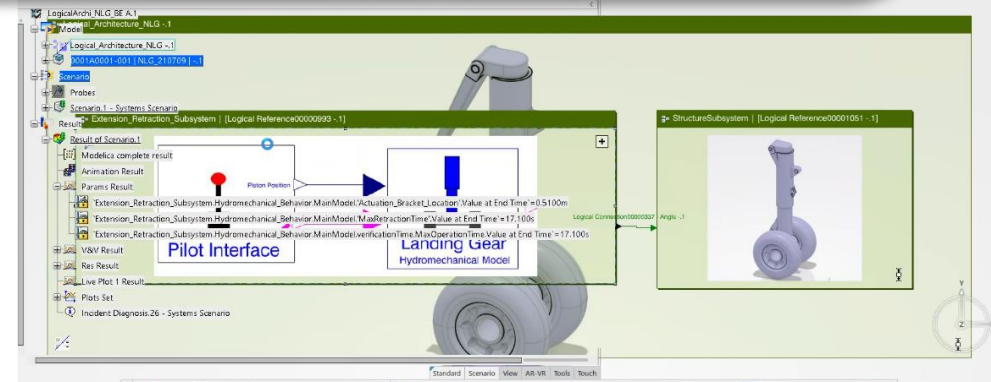 LogicalArchi_NLG_BE A.1
Logical_Architecture_NLG -.1
Model
Logical_Architecture_NLG -.1
0001A0001-001 | NLG_210709 | -.1
Scenario
Probes
Scenario.1 - Systems Scenario
Result
Extension_Retraction_Subsystem | [Logical Reference00000993 -.1]
StructureSubsystem | [Logical Reference00001051 -.1]
Result of Scenario.1
Modelica complete result
Animation Result
Params Result
Piston Position
`Extension_Retraction_Subsystem.Hydromechanical_Behavior.MainModel.'Actuation_Bracket_Location'.Value at End Time`=0.5100m
`Extension_Retraction_Subsystem.Hydromechanical_Behavior.MainModel.'MaxRetractionTime'.Value at End Time`=17.100s
Logical Connection00000337 | Angle -.1
`Extension_Retraction_Subsystem.Hydromechanical_Behavior.MainModel.verificationTime.MaxOperationTime.Value at End Time`=17.100s
V&V Result
Pilot Interface
Landing Gear
Hydromechanical Model
Res Result
Live Plot 1 Result
Plots Set
Incident Diagnosis.26 - Systems Scenario
Y
Z
Standard Scenario View AR-VR Tools Touch